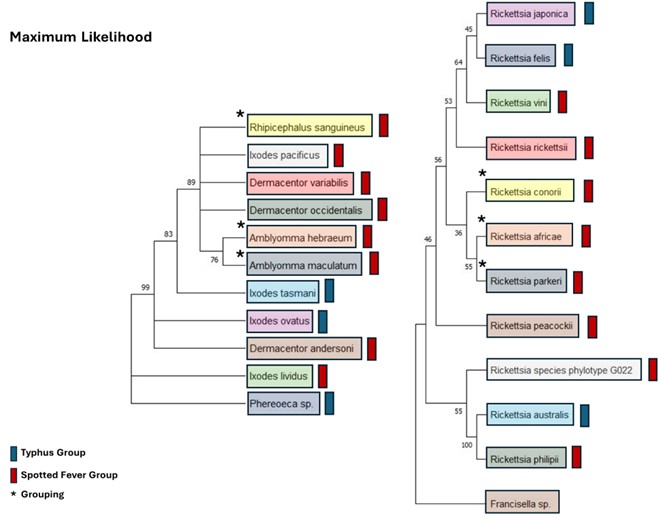 Maximum Likelihood
*
Rhipicephalus sanguineus
Ixodes pacificus
89
Dermacentor variabilis
Dermacentor occidentalis
*
Amblyomma hebraeum
*
76
Amblyomma maculatum
83
Ixodes tasmani
99
Ixodes ovatus
Dermacentor andersoni
Ixodes lividus
Phereoeca sp.
Typhus Group
Spotted Fever Group
* Grouping
Rickettsia japonica
45
Rickettsia felis
64
Rickettsia vini
53
Rickettsia rickettsii
56
*
Rickettsia conorii
*
36
Rickettsia africae
*
55
Rickettsia parkeri
46
Rickettsia peacockii
Rickettsia species phylotype G022
55
Rickettsia australis
100
Rickettsia philipii
Francisella sp.